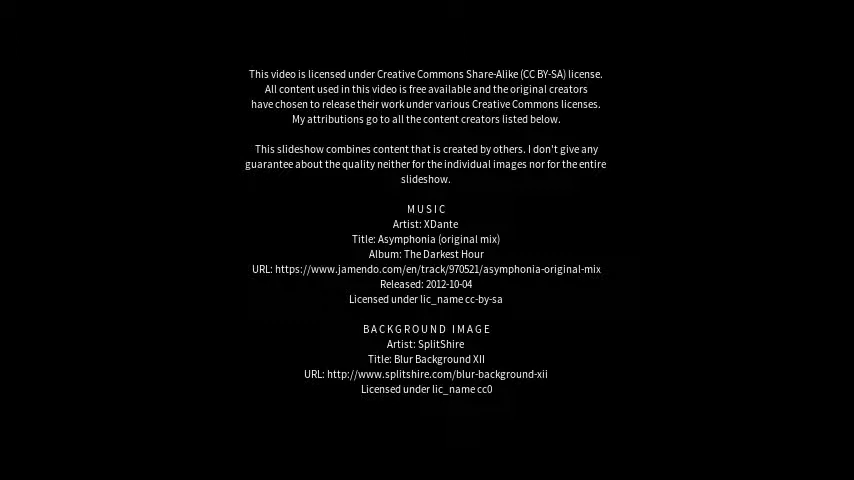 This video is licensed under Creative Commons Share-Alike (CC BY-SA) license.
All content used in this video is free available and the original creators
have chosen to release their work under various Creative Commons licenses.
My attributions go to all the content creators listed below.
This slideshow combines content that is created by others. I don't give any
guarantee about the quality neither for the individual images nor for the entire
slideshow.
MUSIC
Artist: XDante
Title: Asymphonia (original mix)
Album: The Darkest Hour
URL: https://www.jamendo.com/en/track/970521/asymphonia-original-mix
Released: 2012-10-04
Licensed under lic_name cc-by-sa
BACKGROUND IMAGE
Artist: SplitShire
Title: Blur Background XII
URL: http://www.splitshire.com/blur-background-xii
Licensed under lic_name cc0